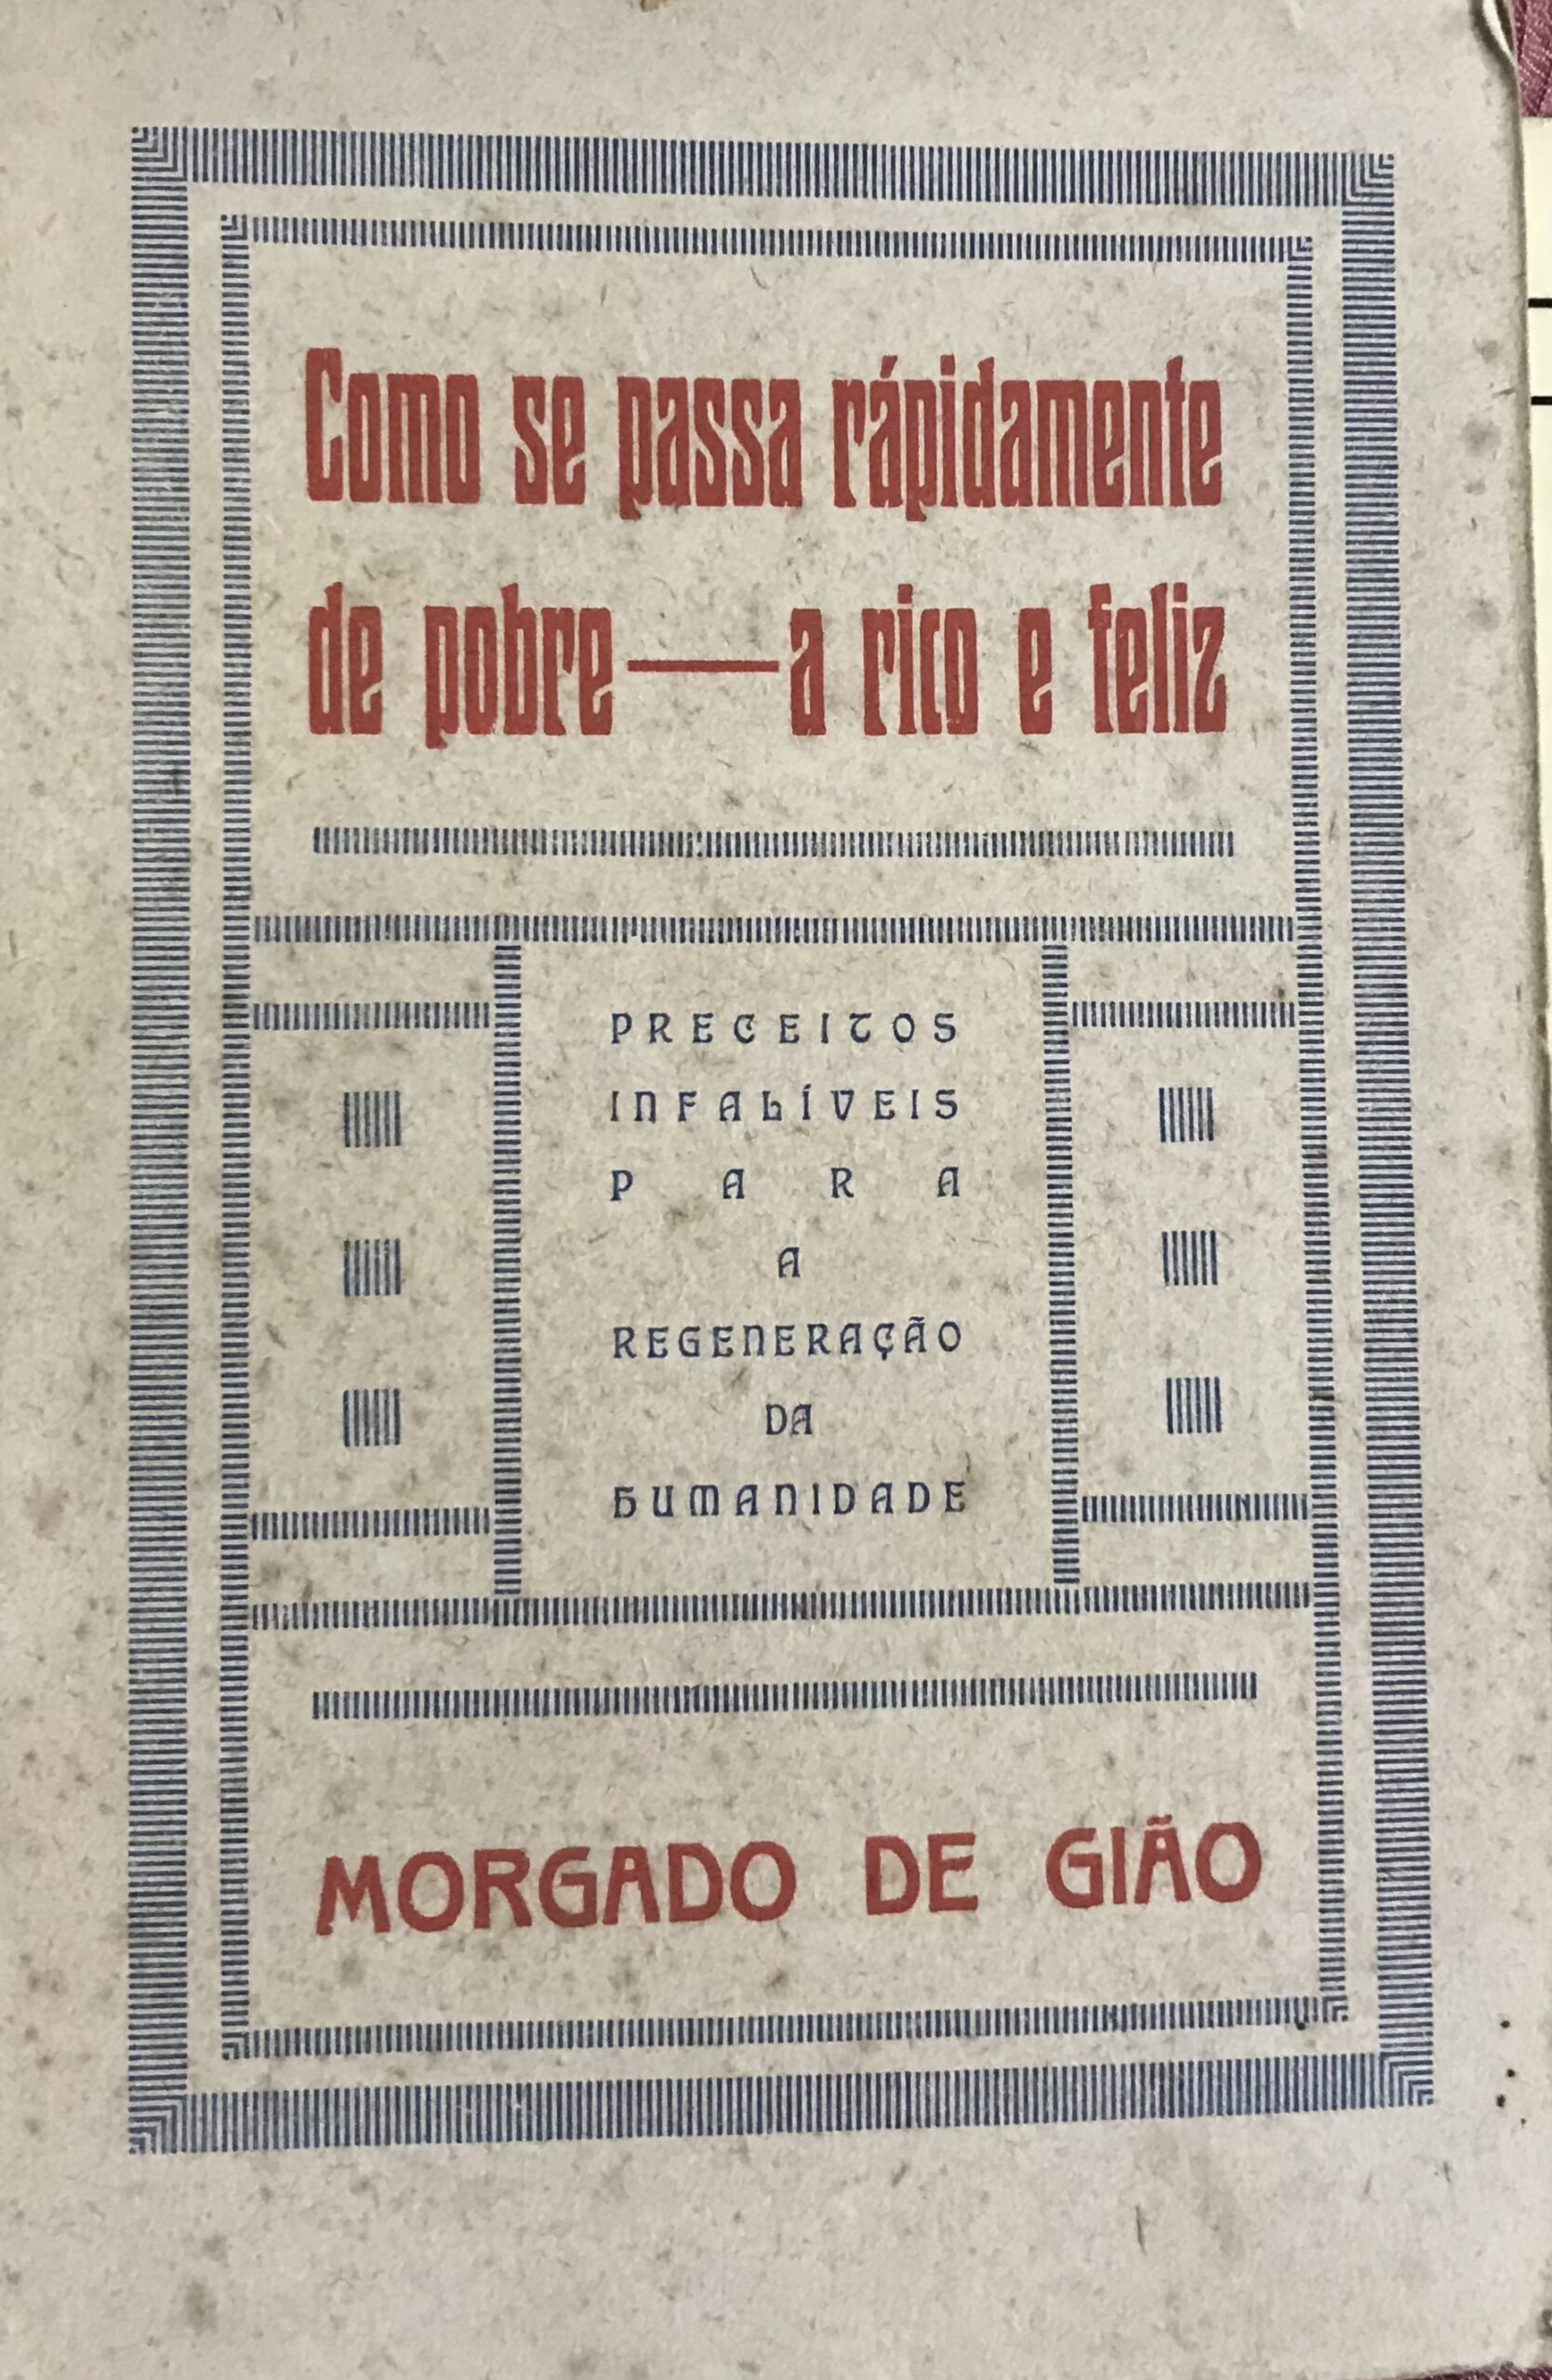 Como se passa rápidamente
de pobre — a rico e feliz
PRECEITOS
INFALÍVEIS
PARA
A
REGENERAÇÃO
DA
HUMANIDADE
MORGADO DE GIÃO